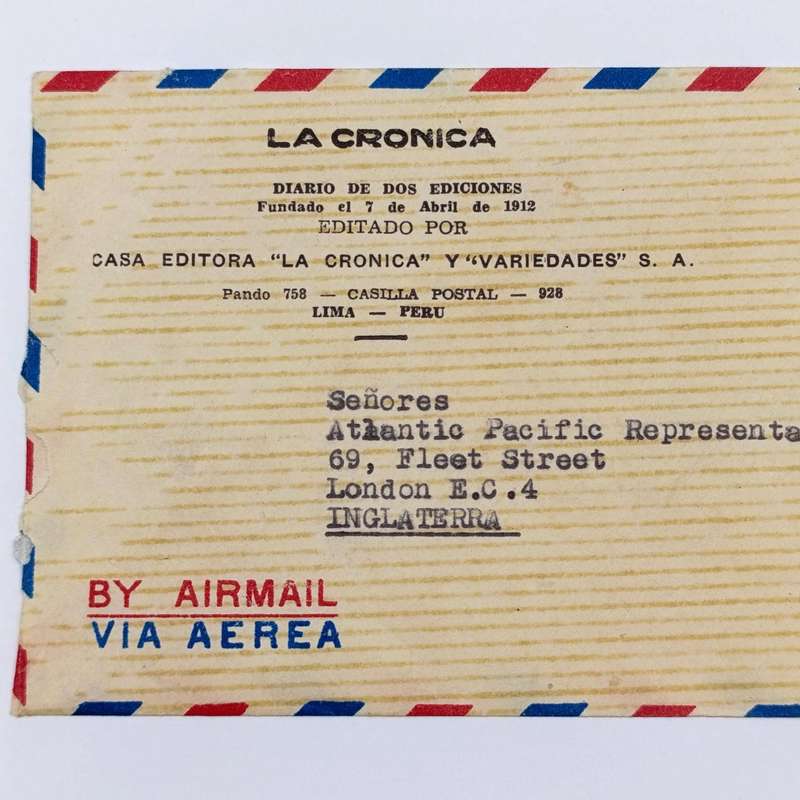 LA CRONICA
DIARIO DE DOS EDICIONES
Fundado el 7 de Abril de 1912
EDITADO POR
CASA EDITORA "LA CRONICA" Y "VARIEDADES" S. A.
Pando 758 — CASILLA POSTAL — 928
LIMA — PERU
Señores
Atlantic Pacific Representa
69, Fleet Street
London E.C.4
INGLATERRA
BY AIRMAIL
VIA AEREA